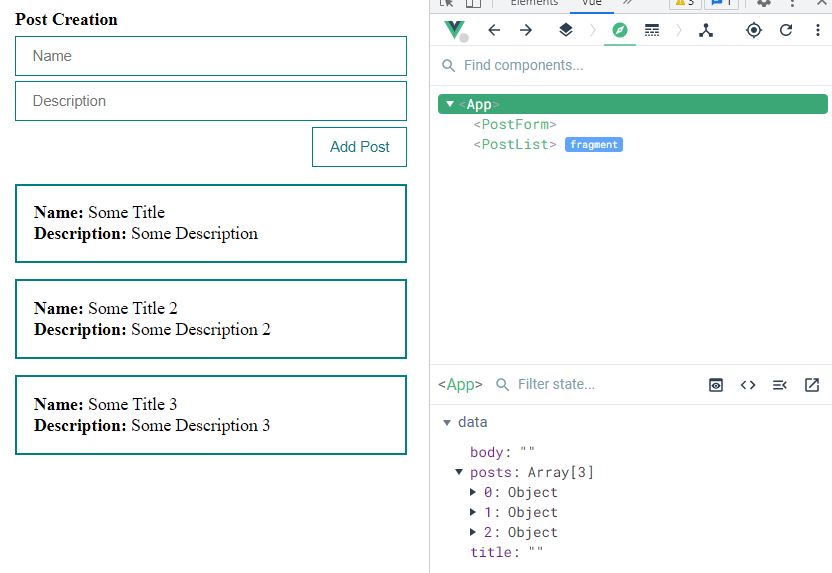 Post Creation
Name
Description
Add Post
Name: Some Title
Description: Some Description
Name: Some Title 2
Description: Some Description 2
Name: Some Title 3
Description: Some Description 3
Elements Vue » 3 1
Find components...
<App>
<PostForm>
<PostList> fragment
<App> Filter state...
data
body: ""
posts: Array[3]
0: Object
1: Object
2: Object
title: ""